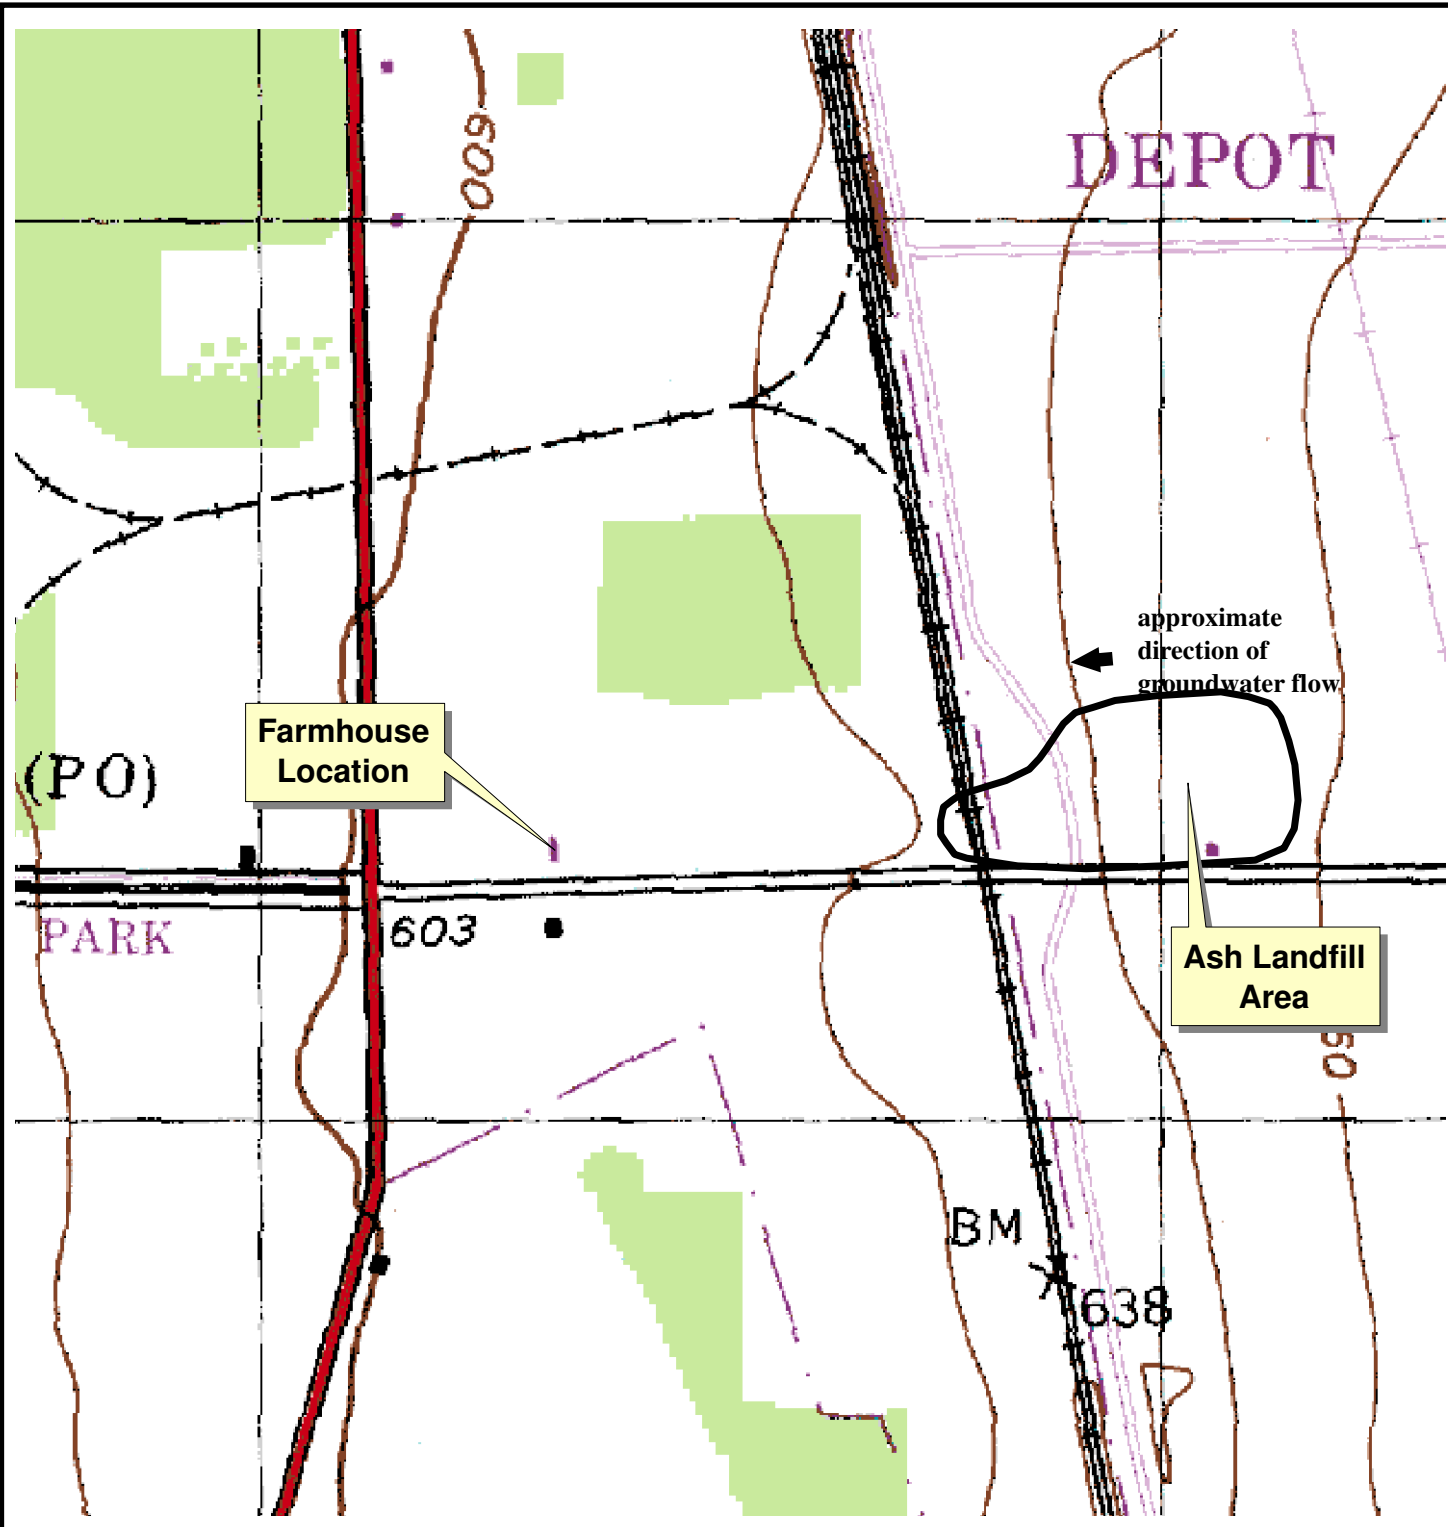 600
DEPOT
approximate
direction of
groundwater flow
Farmhouse
Location
(PO)
603
PARK
Ash Landfill
Area
BM
638